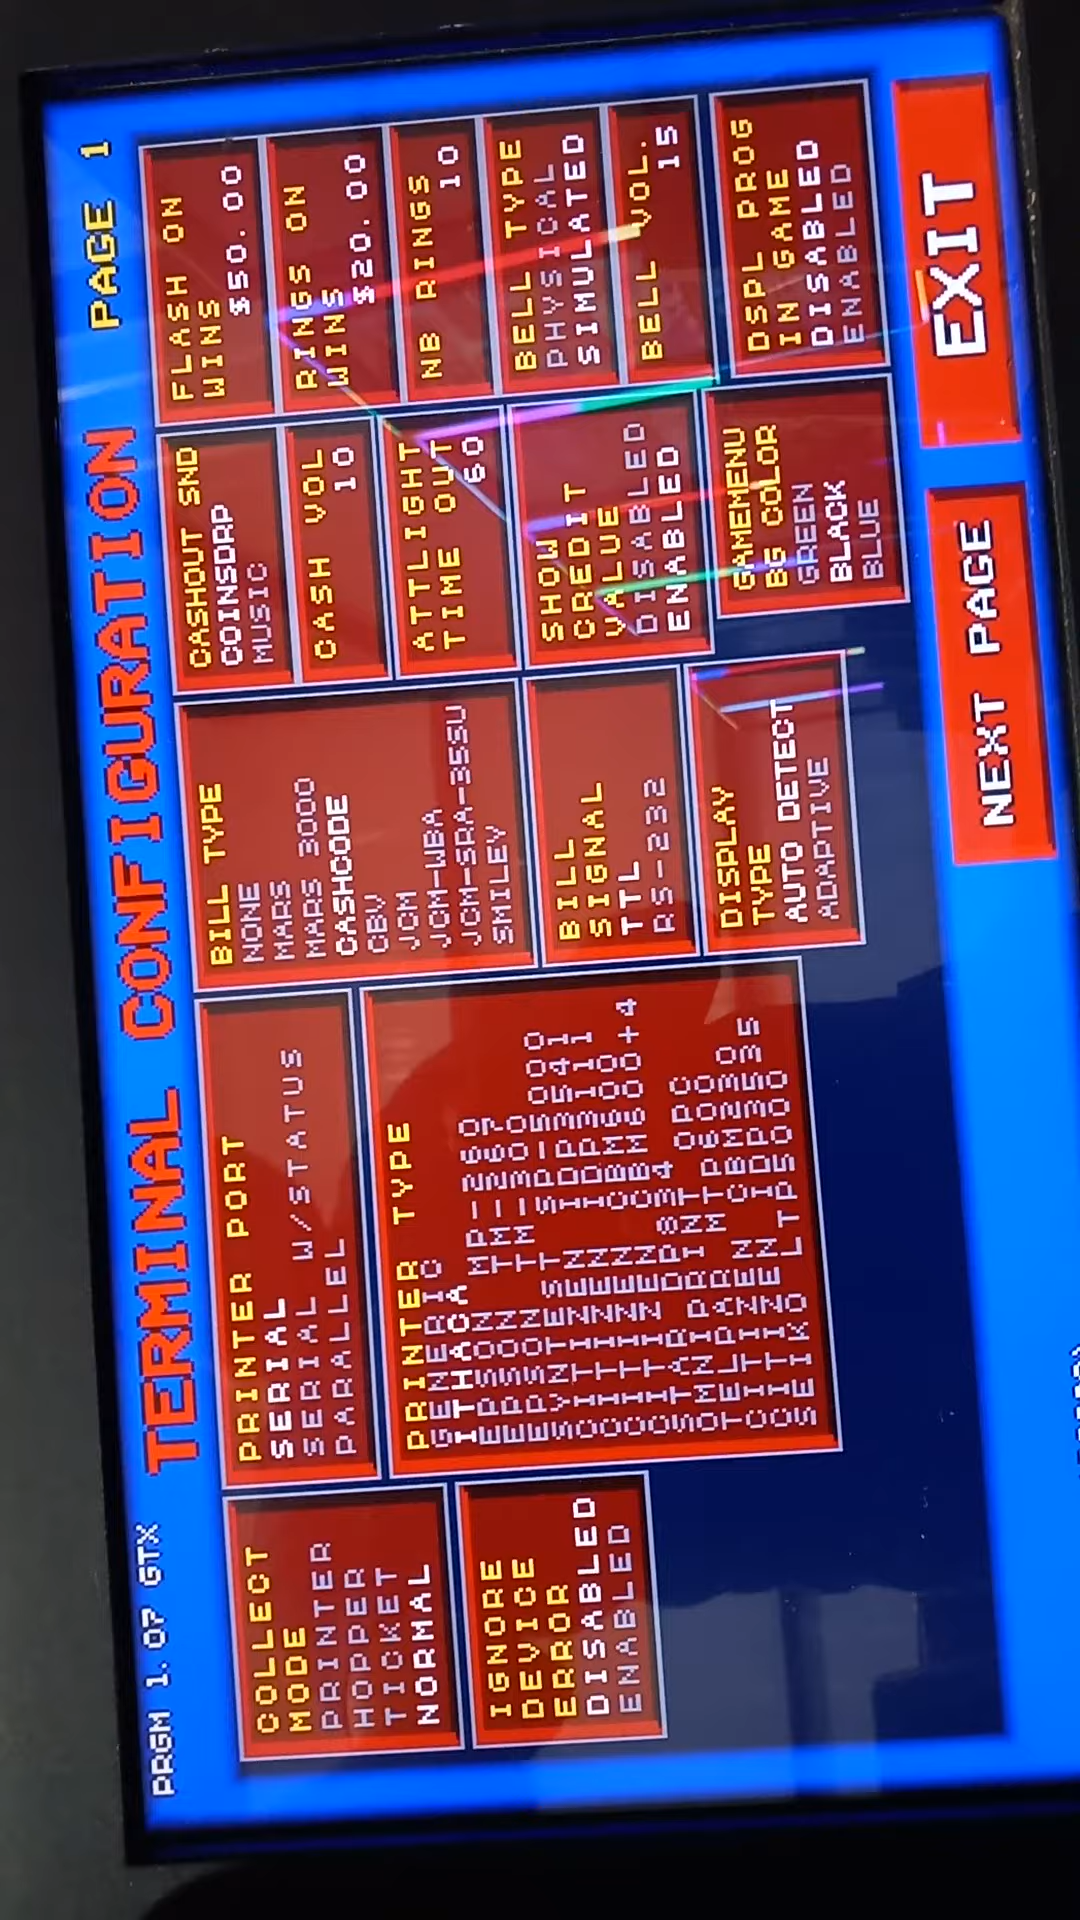 PRGM 1.07 GTX
TERMINAL CONFIGURATION
PAGE 1
COLLECT
MODE
PRINTER
HOPPER
TICKET
NORMAL
IGNORE
DEVICE
ERROR
DISABLED
ENABLED
PRINTER PORT
SERIAL
SERIAL W/STATUS
PARALLEL
PRINTER TYPE
GENERIC
ITHACA
BILL TYPE
NONE
MARS
MARS 3000
CASHCODE
CBV
JCM
JCM-WBA
JCM-SRA-35SU
SMILEY
BILL
SIGNAL
TTL
RS-232
DISPLAY
TYPE
AUTO DETECT
ADAPTIVE
CASHOUT SND
COINSDRP
MUSIC
CASH VOL
10
ATTLIGHT
TIME OUT
60
SHOW
CREDIT
VALUE
DISABLED
ENABLED
GAMEMENU
BG COLOR
GREEN
BLACK
BLUE
FLASH ON
WINS
$50.00
RINGS ON
WINS
$20.00
NB RINGS
10
BELL TYPE
PHYSICAL
SIMULATED
BELL VOL.
15
DSPL PROG
IN GAME
DISABLED
ENABLED
NEXT PAGE
EXIT